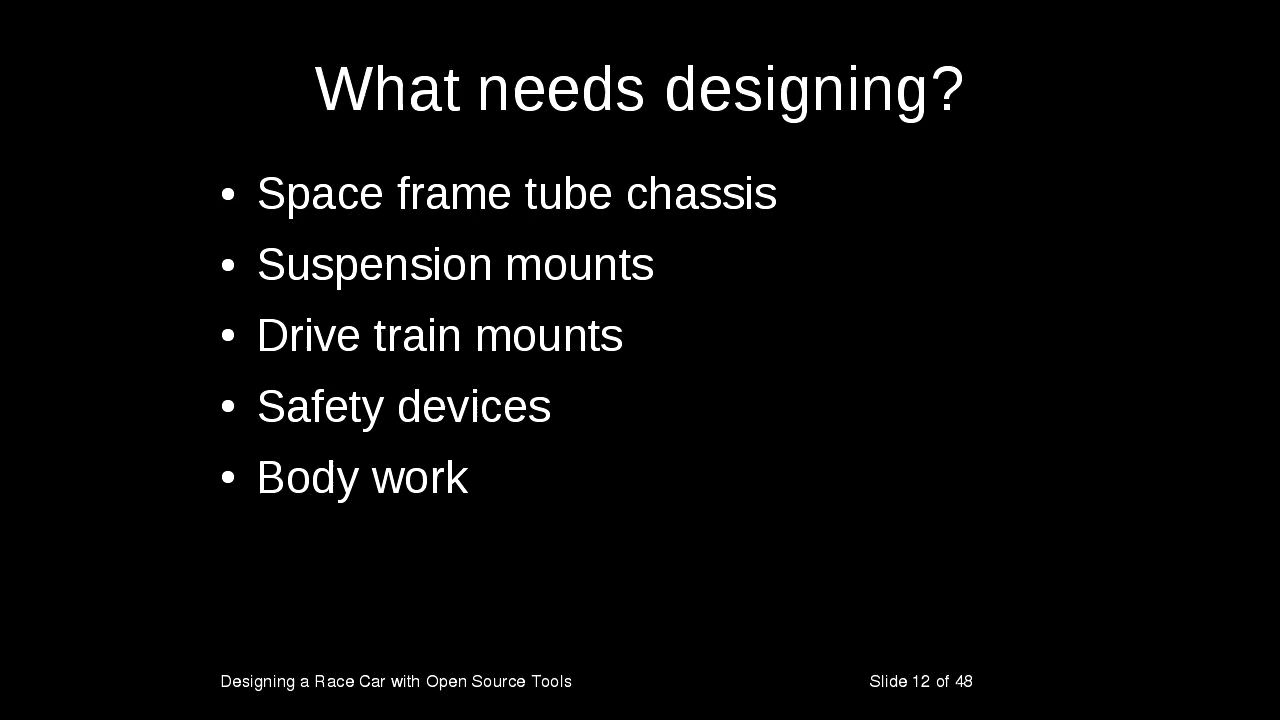 What needs designing?
• Space frame tube chassis
• Suspension mounts
• Drive train mounts
• Safety devices
• Body work
Designing a Race Car with Open Source Tools
Slide 12 of 48